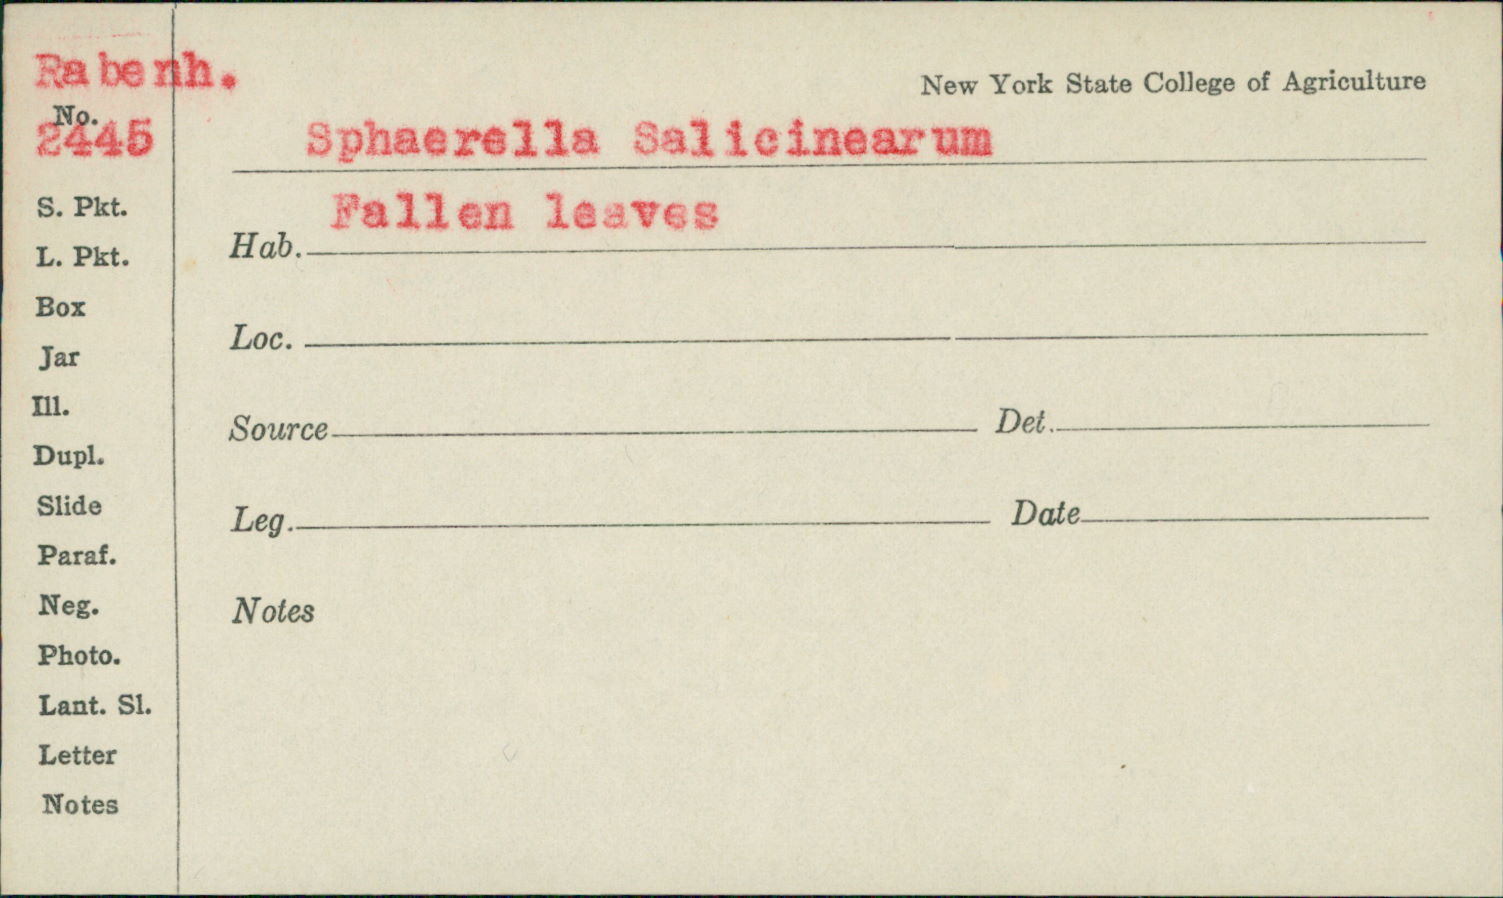 Rabenh.
New York State College of Agriculture
No.
2445
Sphaerella Salicinearum
Fallen leaves
Hab.
Loc.
Source
Det.
Leg.
Date
Notes
S. Pkt.
L. Pkt.
Box
Jar
Ill.
Dupl.
Slide
Paraf.
Neg.
Photo.
Lant. Sl.
Letter
Notes